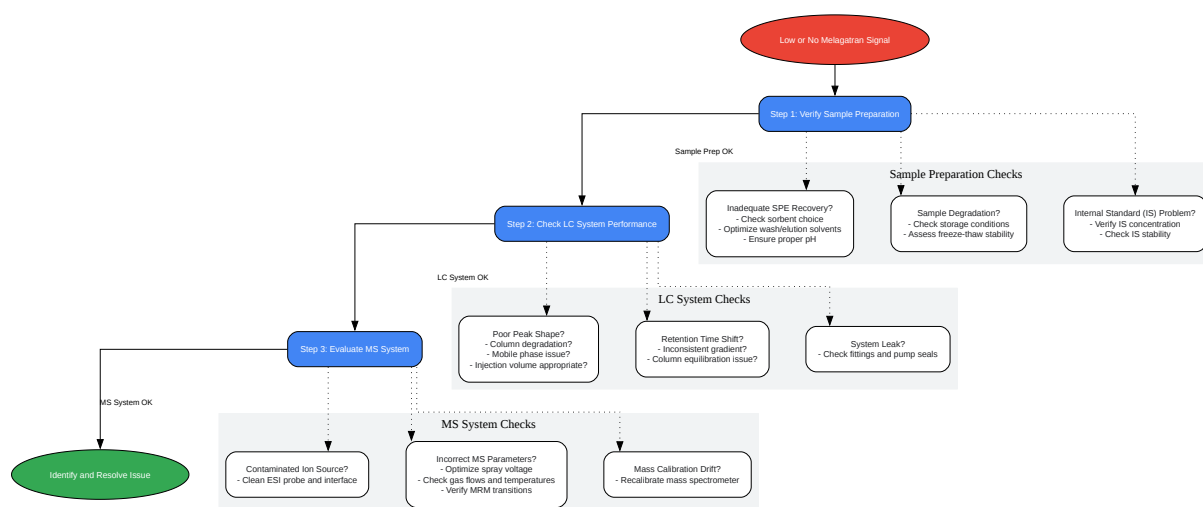 Low or No Melagatran Signal
Step 1: Verify Sample Preparation
Sample Prep OK
Sample Preparation Checks
Inadequate SPE Recovery?
- Check sorbent choice
- Optimize wash/elution solvents
- Ensure proper pH
Sample Degradation?
- Check storage conditions
- Assess freeze-thaw stability
Internal Standard (IS) Problem?
- Verify IS concentration
- Check IS stability
Step 2: Check LC System Performance
LC System OK
LC System Checks
Poor Peak Shape?
- Column degradation?
- Mobile phase issue?
- Injection volume appropriate?
Retention Time Shift?
- Inconsistent gradient?
- Column equilibration issue?
System Leak?
- Check fittings and pump seals
Step 3: Evaluate MS System
MS System OK
MS System Checks
Contaminated Ion Source?
- Clean ESI probe and interface
Incorrect MS Parameters?
- Optimize spray voltage
- Check gas flows and temperatures
- Verify MRM transitions
Mass Calibration Drift?
- Recalibrate mass spectrometer
Identify and Resolve Issue